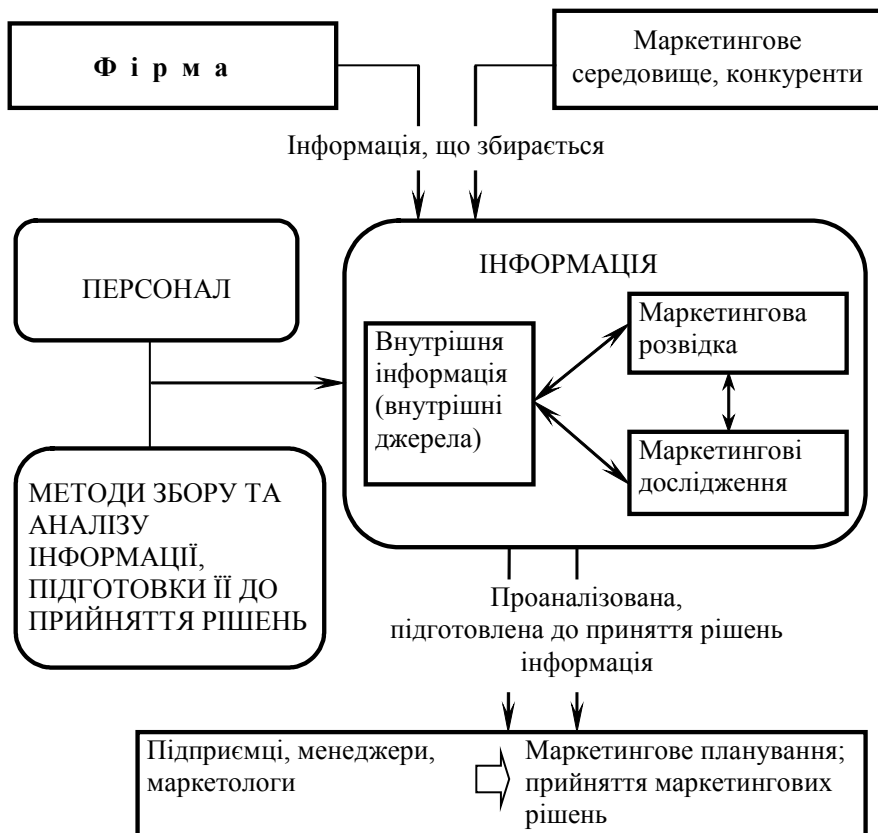 Ф і р м а
Маркетингове
середовище, конкуренти
Інформація, що збирається
ПЕРСОНАЛ
ІНФОРМАЦІЯ
Внутрішня
інформація
(внутрішні
джерела)
Маркетингова
розвідка
Маркетингові
дослідження
МЕТОДИ ЗБОРУ ТА
АНАЛІЗУ
ІНФОРМАЦІЇ,
ПІДГОТОВКИ ЇЇ ДО
ПРИЙНЯТТЯ РІШЕНЬ
Проаналізована,
підготовлена до приняття рішень
інформація
Підприємці, менеджери,
маркетологи
Маркетингове планування;
прийняття маркетингових
рішень